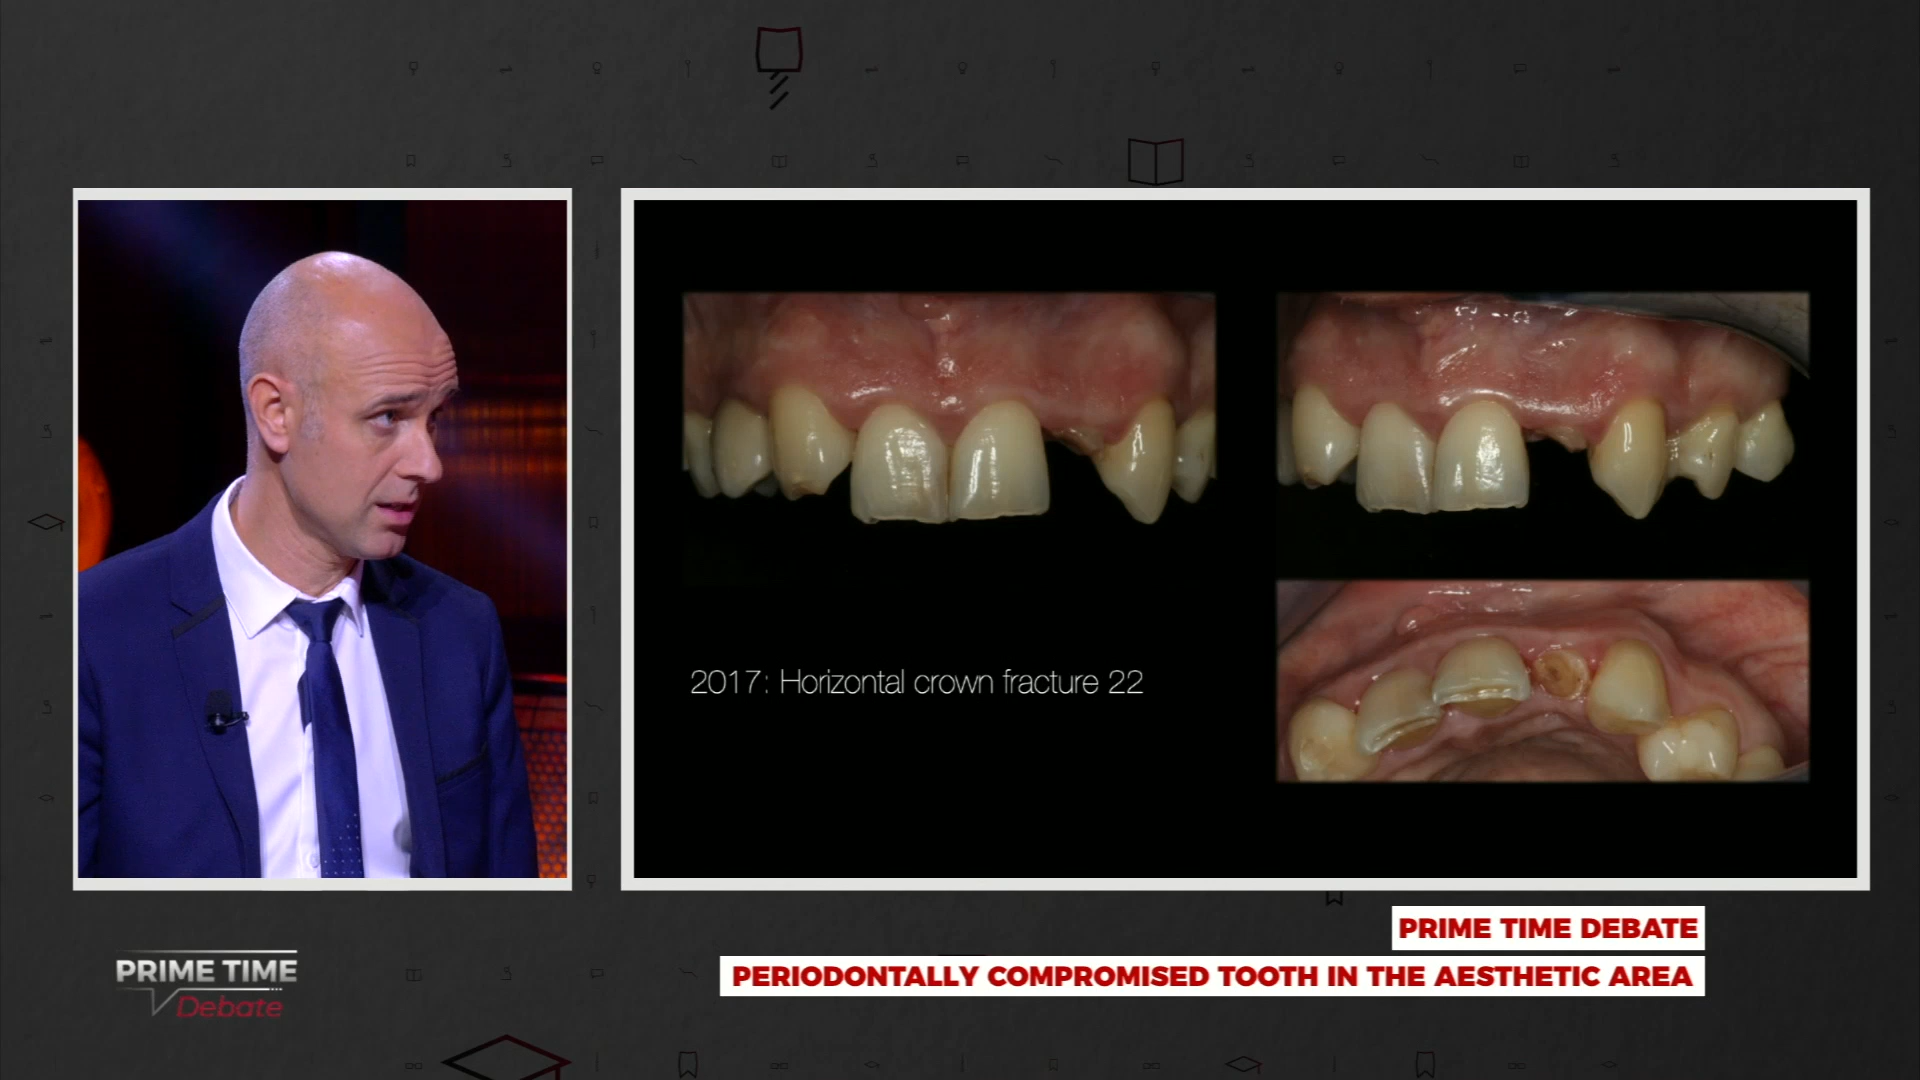 2017: Horizontal crown fracture 22
PRIME TIME DEBATE
PERIODONTALLY COMPROMISED TOOTH IN THE AESTHETIC AREA
PRIME TIME
Debate